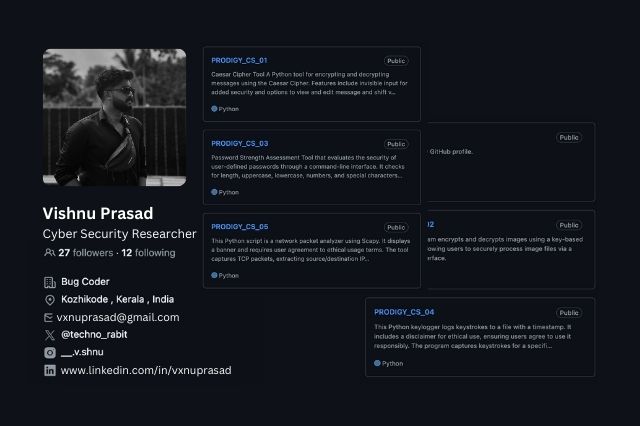 Vishnu Prasad
Cyber Security Researcher
27 followers · 12 following
Bug Coder
Kozhikode , Kerala , India
vxnuprasad@gmail.com
@techno_rabit
__.v.shnu
www.linkedin.com/in/vxnuprasad
PRODIGY_CS_01
Public
Caesar Cipher Tool A Python tool for encrypting and decrypting
messages using the Caesar Cipher. Features include invisible input for
added security and options to view and edit message and shift v...
Python
PRODIGY_CS_03
Public
Password Strength Assessment Tool that evaluates the security of
user-defined passwords through a command-line interface. It checks
for length, uppercase, lowercase, numbers, and special characters...
Python
PRODIGY_CS_05
Public
This Python script is a network packet analyzer using Scapy. It displays
a banner and requires user agreement to ethical usage terms. The tool
captures TCP packets, extracting source/destination IP...
Python
Public
GitHub profile.
02
Public
am encrypts and decrypts images using a key-based
lowing users to securely process image files via a
erface.
PRODIGY_CS_04
Public
This Python keylogger logs keystrokes to a file with a timestamp. It
includes a disclaimer for ethical use, ensuring users agree to use it
responsibly. The program captures keystrokes for a specifi...
Python